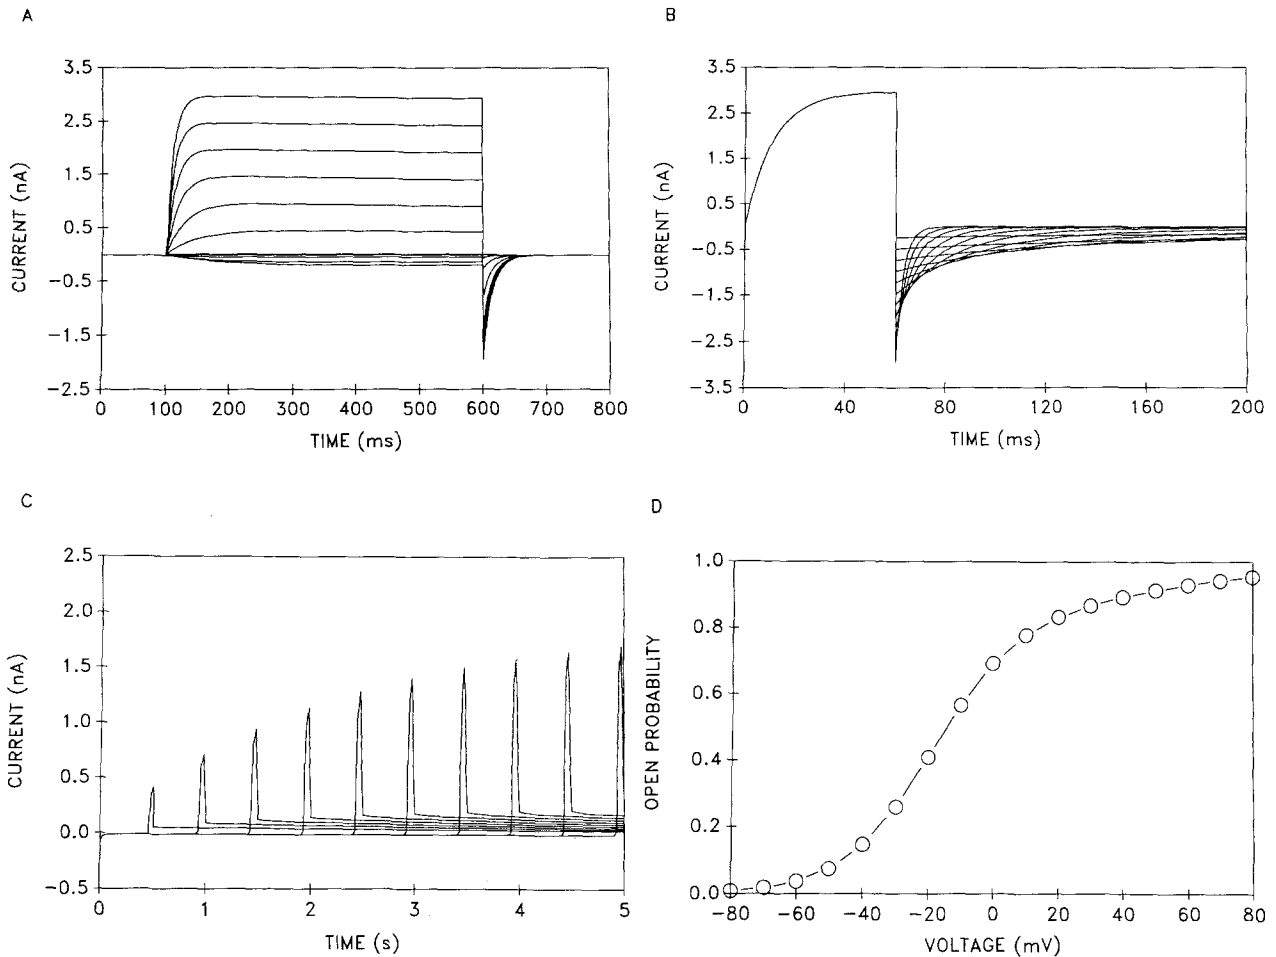 A
3.5
2.5
1.5
0.5
−0.5
−1.5
−2.5
CURRENT (nA)
0 100 200 300 400 500 600 700 800
TIME (ms)
B
3.5
2.5
1.5
0.5
−0.5
−1.5
−2.5
−3.5
CURRENT (nA)
0 40 80 120 160 200
TIME (ms)
C
2.5
2.0
1.5
1.0
0.5
0.0
−0.5
CURRENT (nA)
0 1 2 3 4 5
TIME (s)
D
1.0
0.8
0.6
0.4
0.2
0.0
OPEN PROBABILITY
−80 −60 −40 −20 0 20 40 60 80
VOLTAGE (mV)